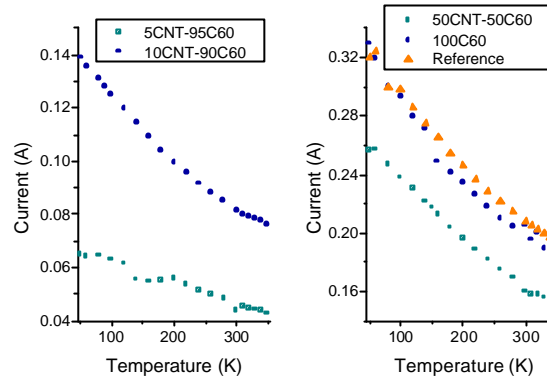 5CNT-95C60
10CNT-90C60
0.14
0.12
0.10
0.08
0.06
0.04
Current (A)
100
200
300
Temperature (K)
50CNT-50C60
100C60
Reference
0.32
0.28
0.24
0.20
0.16
Current (A)
100
200
300
Temperature (K)